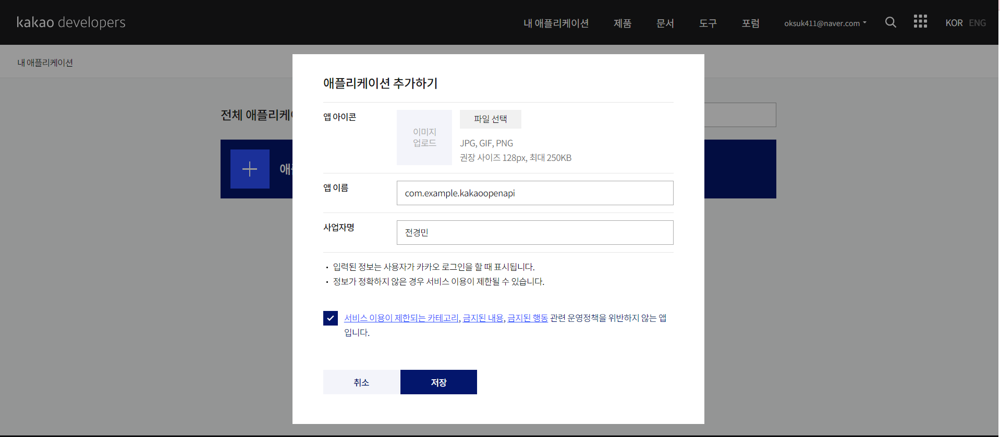 kakao developers
내 애플리케이션 제품 문서 도구 포럼 oksuk411@naver.com KOR ENG
내 애플리케이션
전체 애플리케이
애플
애플리케이션 추가하기
앱 아이콘
이미지
업로드
파일 선택
JPG, GIF, PNG
권장 사이즈 128px, 최대 250KB
앱 이름
com.example.kakaoopenapi
사업자명
전경민
• 입력된 정보는 사용자가 카카오 로그인을 할 때 표시됩니다.
• 정보가 정확하지 않은 경우 서비스 이용이 제한될 수 있습니다.
서비스 이용이 제한되는 카테고리, 금지된 내용, 금지된 행동 관련 운영정책을 위반하지 않는 앱
입니다.
취소
저장